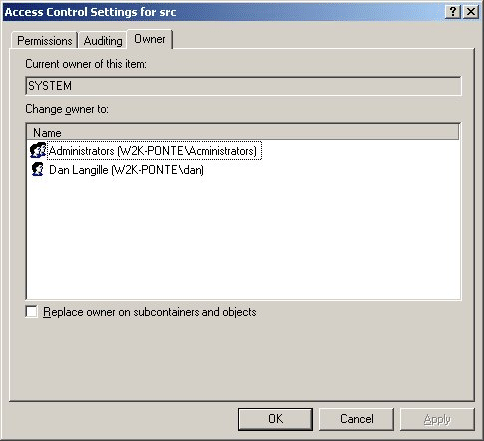 Access Control Settings for src
Permissions Auditing Owner
Current owner of this item:
SYSTEM
Change owner to:
Name
Administrators (W2K-PONTE\Acministrators)
Dan Langille (W2K-PONTE\dan)
Replace owner on subcontainers and objects
OK Cancel Apply